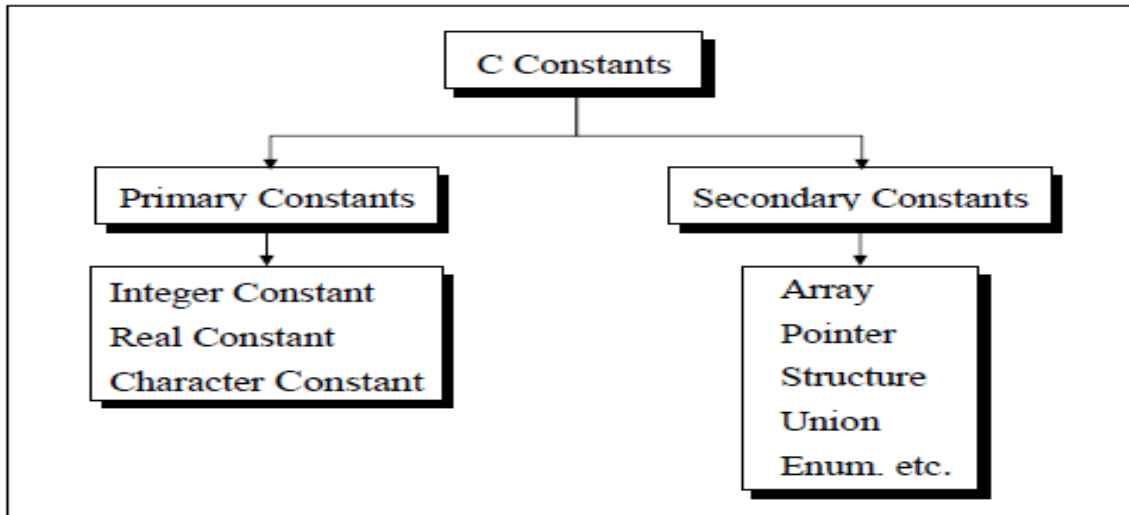 C Constants
Primary Constants
Secondary Constants
Integer Constant
Real Constant
Character Constant
Array
Pointer
Structure
Union
Enum. etc.